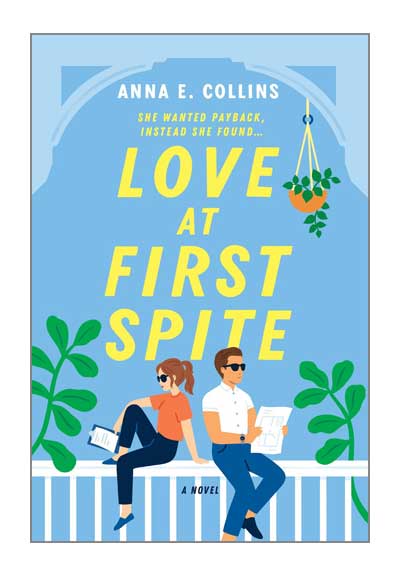 ANNA E. COLLINS
SHE WANTED PAYBACK,
INSTEAD SHE FOUND...
LOVE
AT
FIRST
SPITE
A NOVEL